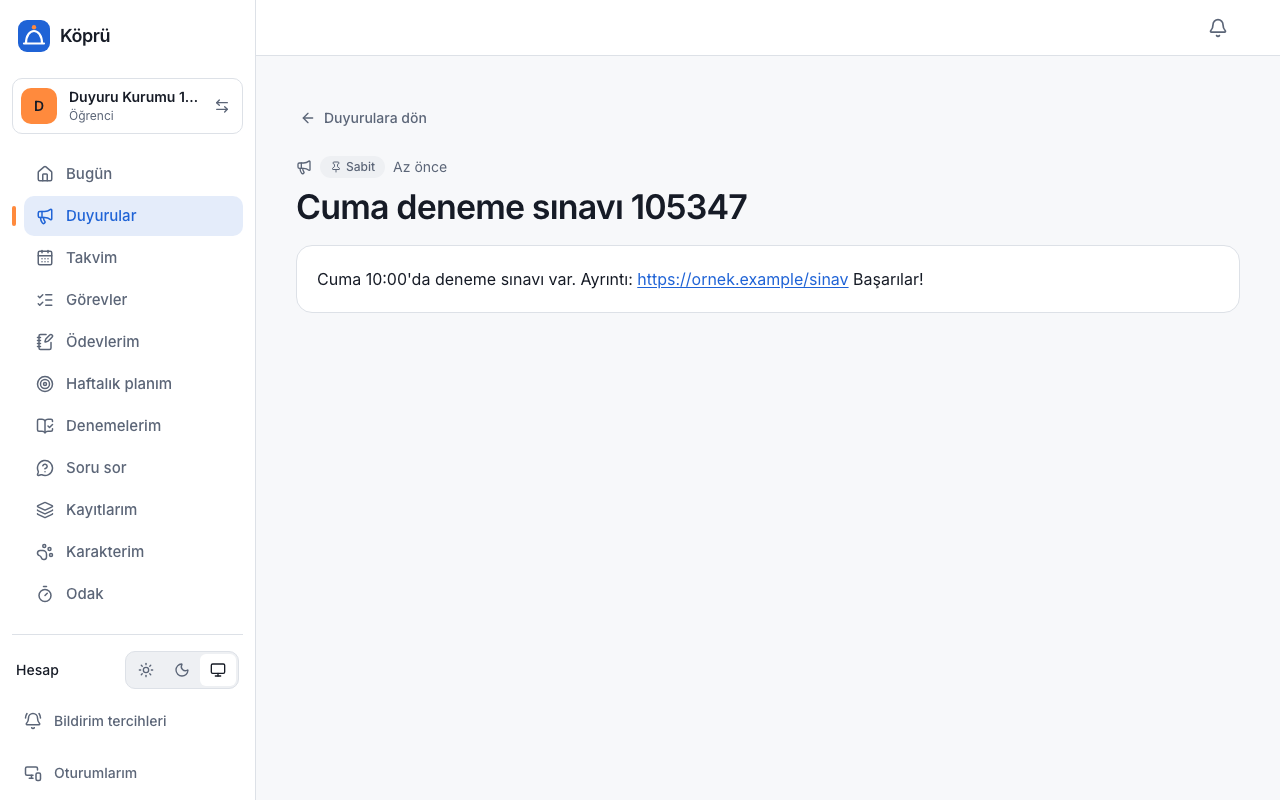 Köprü
D
Duyuru Kurumu 1...
Öğrenci
Bugün
Duyurular
Takvim
Görevler
Ödevlerim
Haftalık planım
Denemelerim
Soru sor
Kayıtlarım
Karakterim
Odak
Hesap
Bildirim tercihleri
Oturumlarım
Duyurulara dön
Sabit Az önce
Cuma deneme sınavı 105347
Cuma 10:00'da deneme sınavı var. Ayrıntı: https://ornek.example/sinav Başarılar!